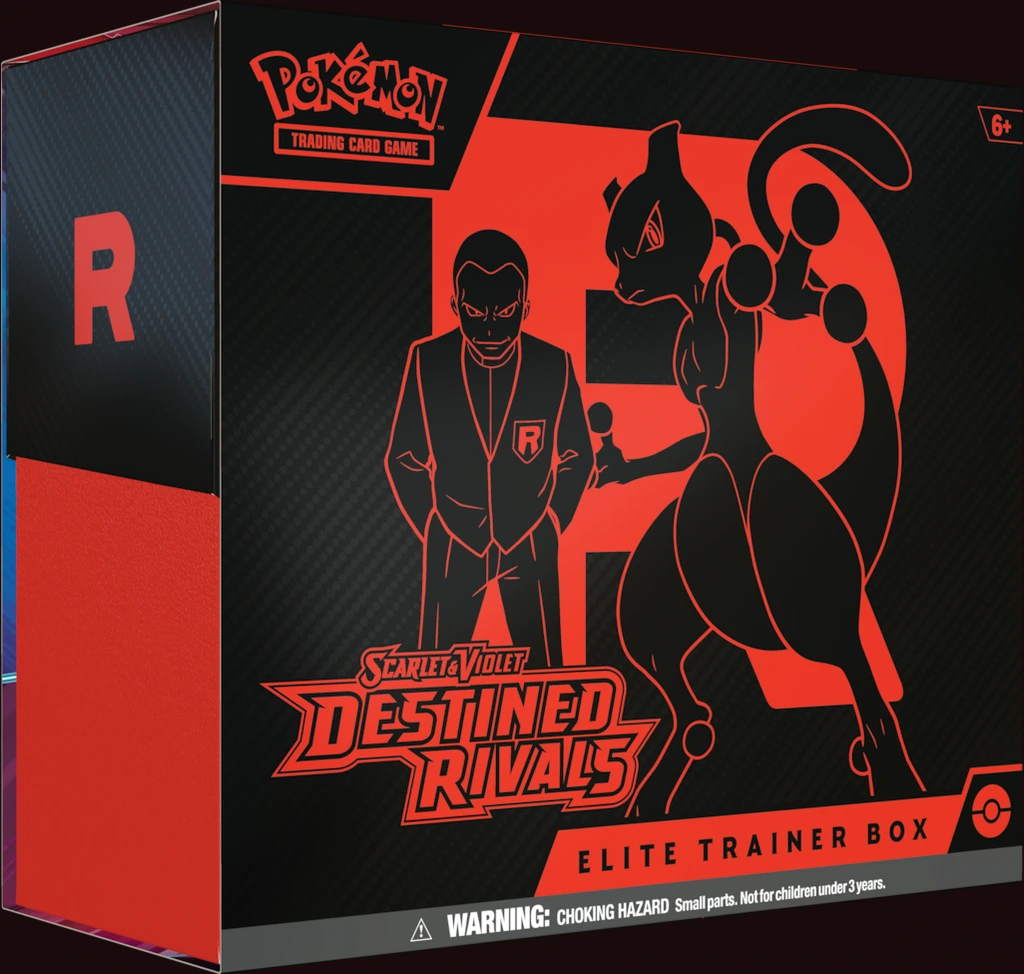 POKéMON
TRADING CARD GAME
6+
R
R
SCARLET & VIOLET
DESTINED
RIVALS
ELITE TRAINER BOX
WARNING: CHOKING HAZARD Small parts. Not for children under 3 years.